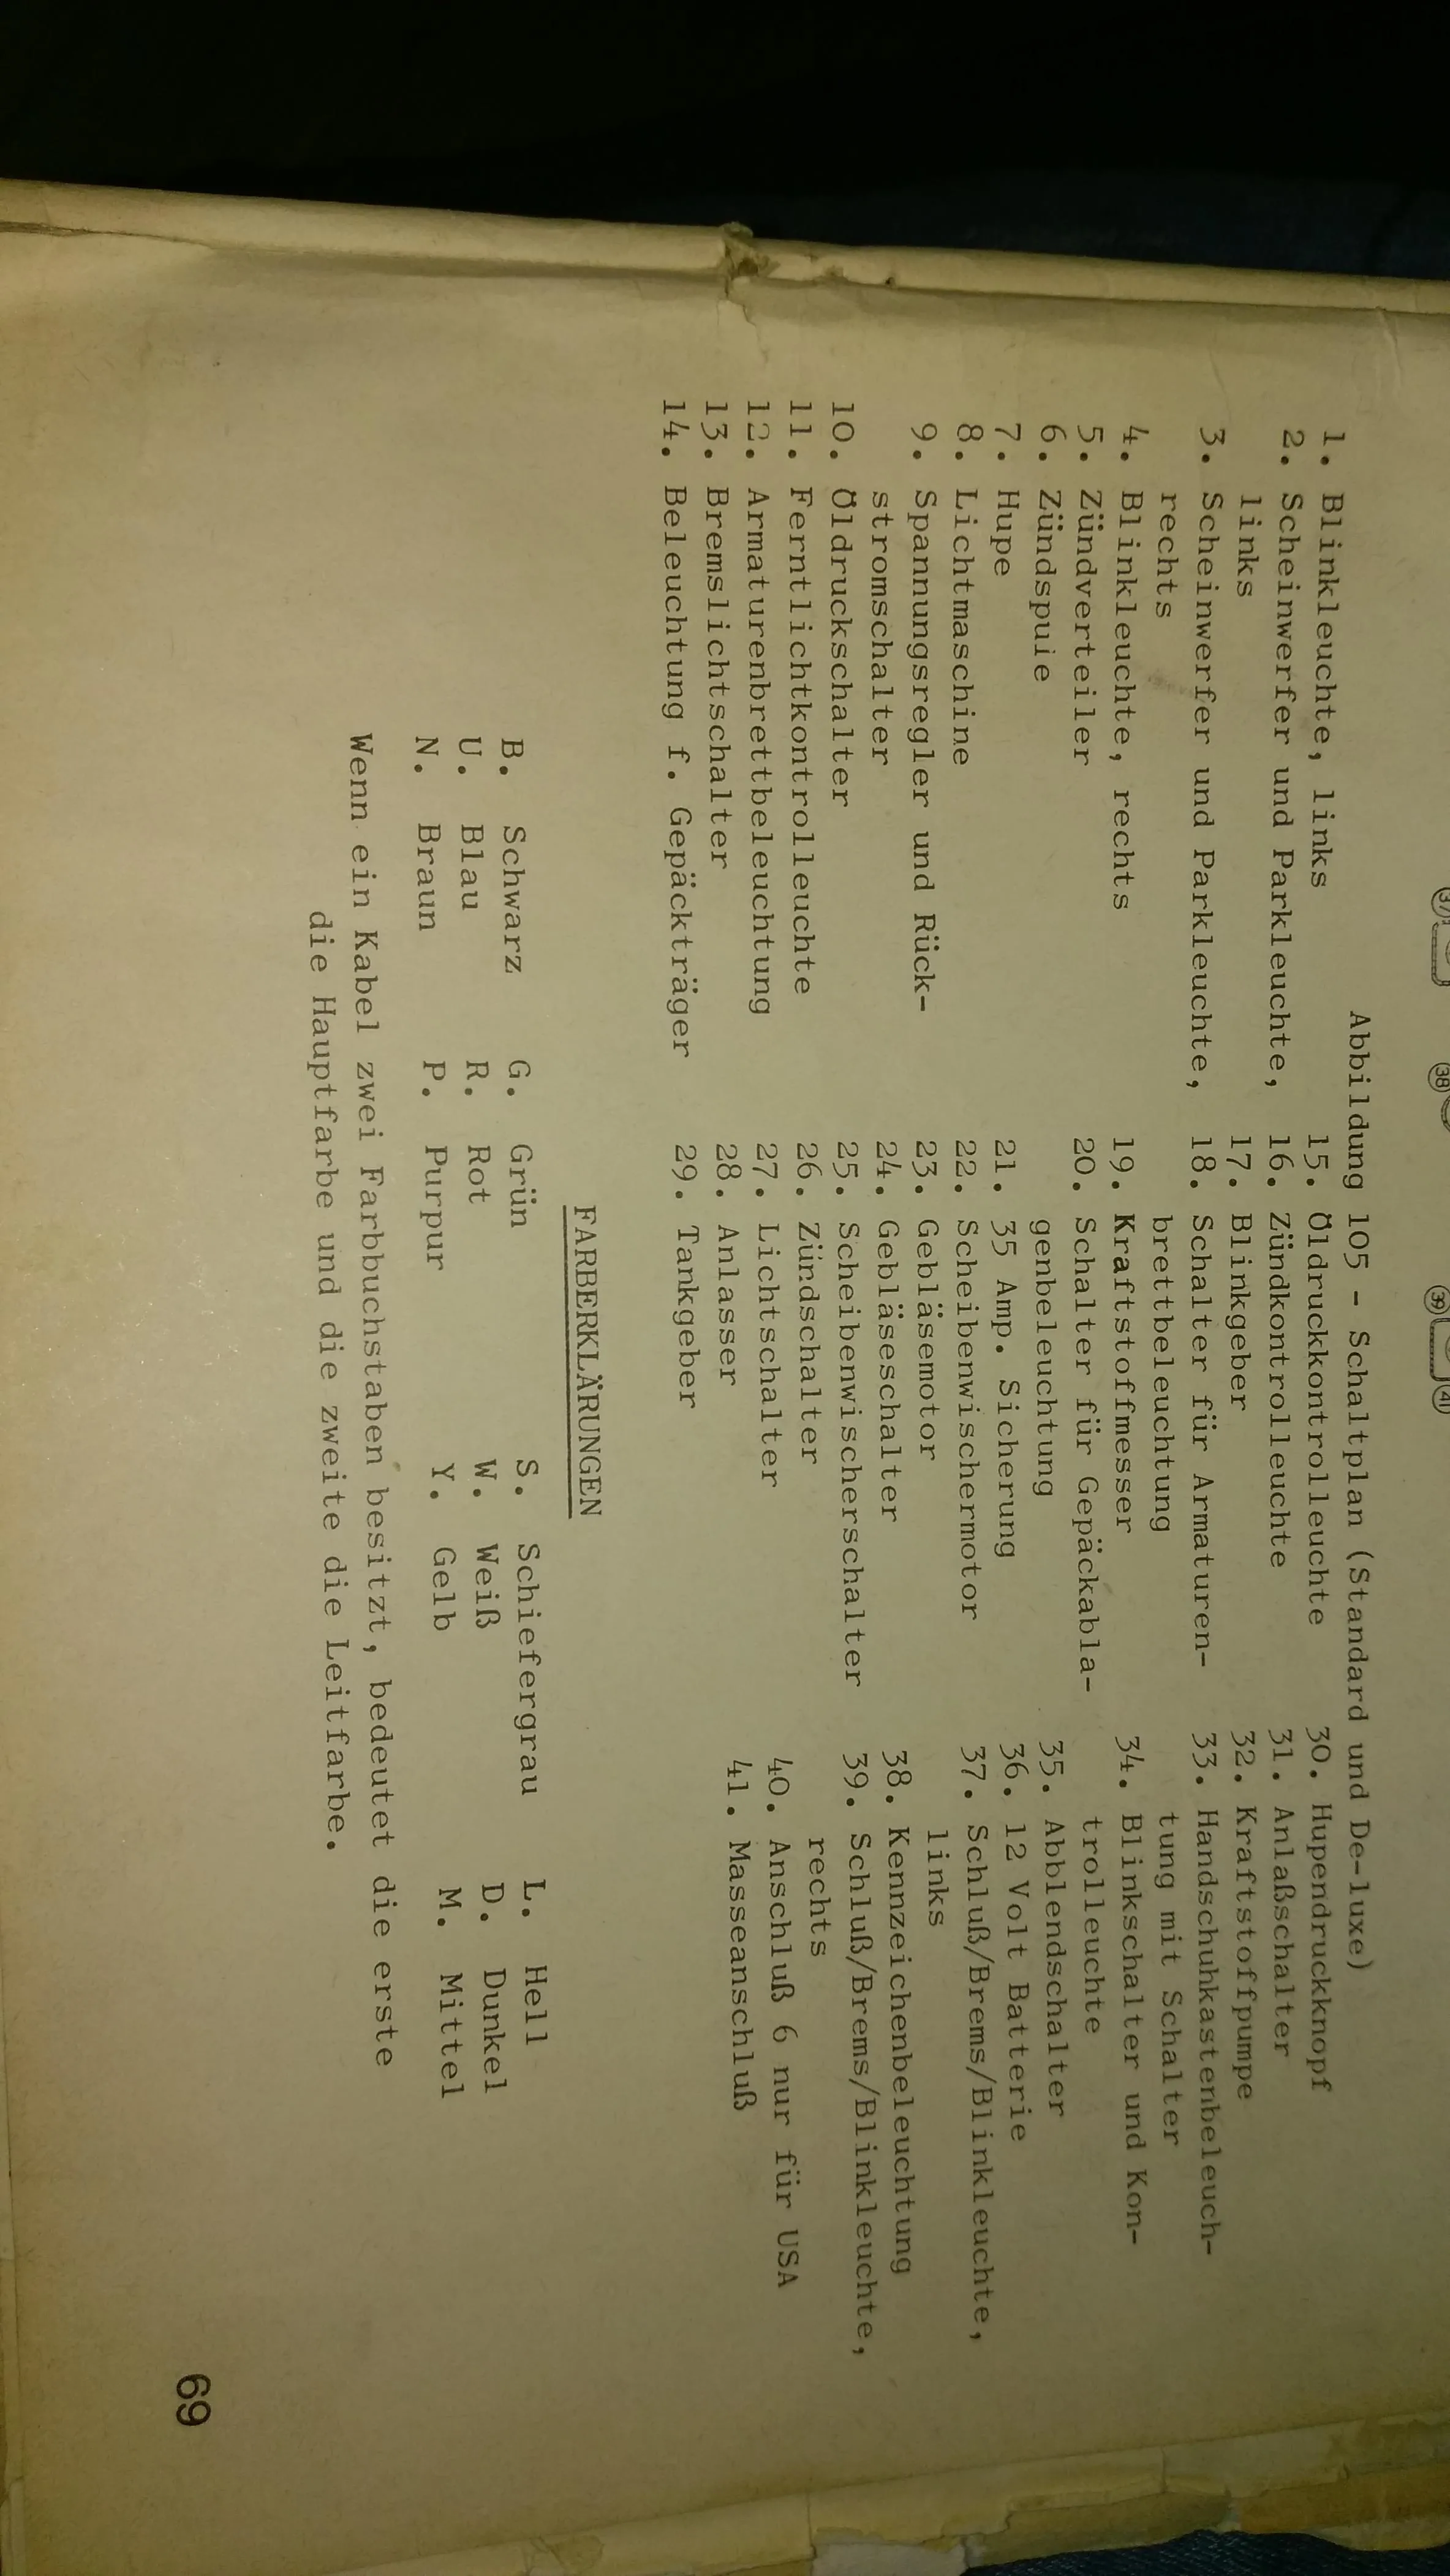 37 38 39 41
Abbildung 105 - Schaltplan (Standard und De-luxe)
1. Blinkleuchte, links
2. Scheinwerfer und Parkleuchte,
links
3. Scheinwerfer und Parkleuchte,
rechts
4. Blinkleuchte, rechts
5. Zündverteiler
6. Zündspuie
7. Hupe
8. Lichtmaschine
9. Spannungsregler und Rück-
stromschalter
10. Öldruckschalter
11. Ferntlichtkontrolleuchte
12. Armaturenbrettbeleuchtung
13. Bremslichtschalter
14. Beleuchtung f. Gepäckträger
15. Öldruckkontrolleuchte
16. Zündkontrolleuchte
17. Blinkgeber
18. Schalter für Armaturen-
brettbeleuchtung
19. Kraftstoffmesser
20. Schalter für Gepäckabla-
genbeleuchtung
21. 35 Amp. Sicherung
22. Scheibenwischermotor
23. Gebläsemotor
24. Gebläseschalter
25. Scheibenwischerschalter
26. Zündschalter
27. Lichtschalter
28. Anlasser
29. Tankgeber
30. Hupendruckknopf
31. Anlaßschalter
32. Kraftstoffpumpe
33. Handschuhkastenbeleuch-
tung mit Schalter
34. Blinkschalter und Kon-
trolleuchte
35. Abblendschalter
36. 12 Volt Batterie
37. Schluß/Brems/Blinkleuchte,
links
38. Kennzeichenbeleuchtung
39. Schluß/Brems/Blinkleuchte,
rechts
40. Anschluß 6 nur für USA
41. Masseanschluß
FARBERKLÄRUNGEN
B. Schwarz G. Grün S. Schiefergrau L. Hell
U. Blau R. Rot W. Weiß D. Dunkel
N. Braun P. Purpur Y. Gelb M. Mittel
Wenn ein Kabel zwei Farbbuchstaben besitzt, bedeutet die erste
die Hauptfarbe und die zweite die Leitfarbe.
69